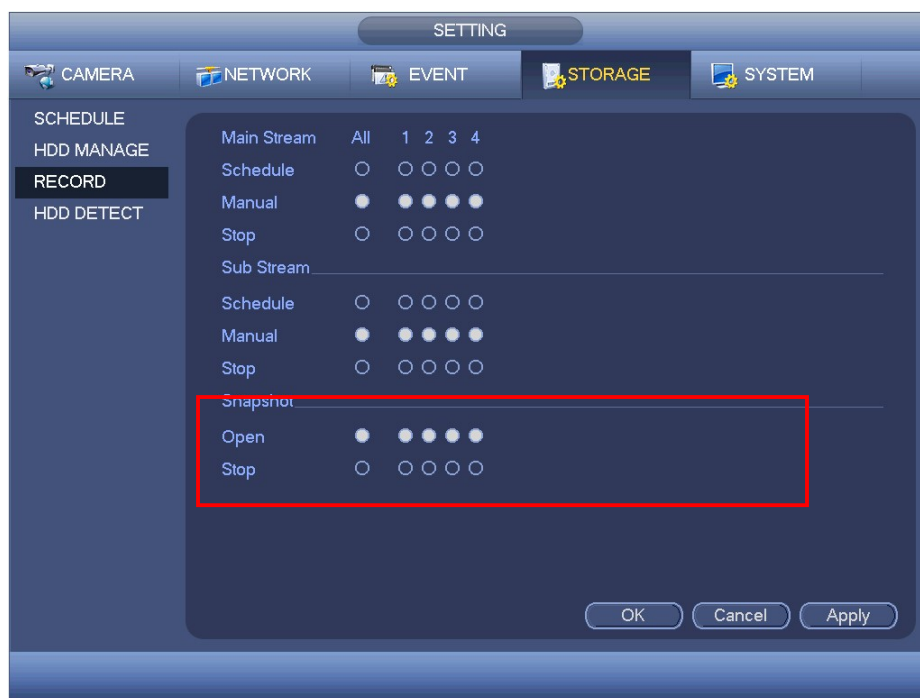 SETTING
CAMERA NETWORK EVENT STORAGE SYSTEM
SCHEDULE
HDD MANAGE
RECORD
HDD DETECT
Main Stream All 1 2 3 4
Schedule
Manual
Stop
Sub Stream
Schedule
Manual
Stop
Snapshot
Open
Stop
OK Cancel Apply